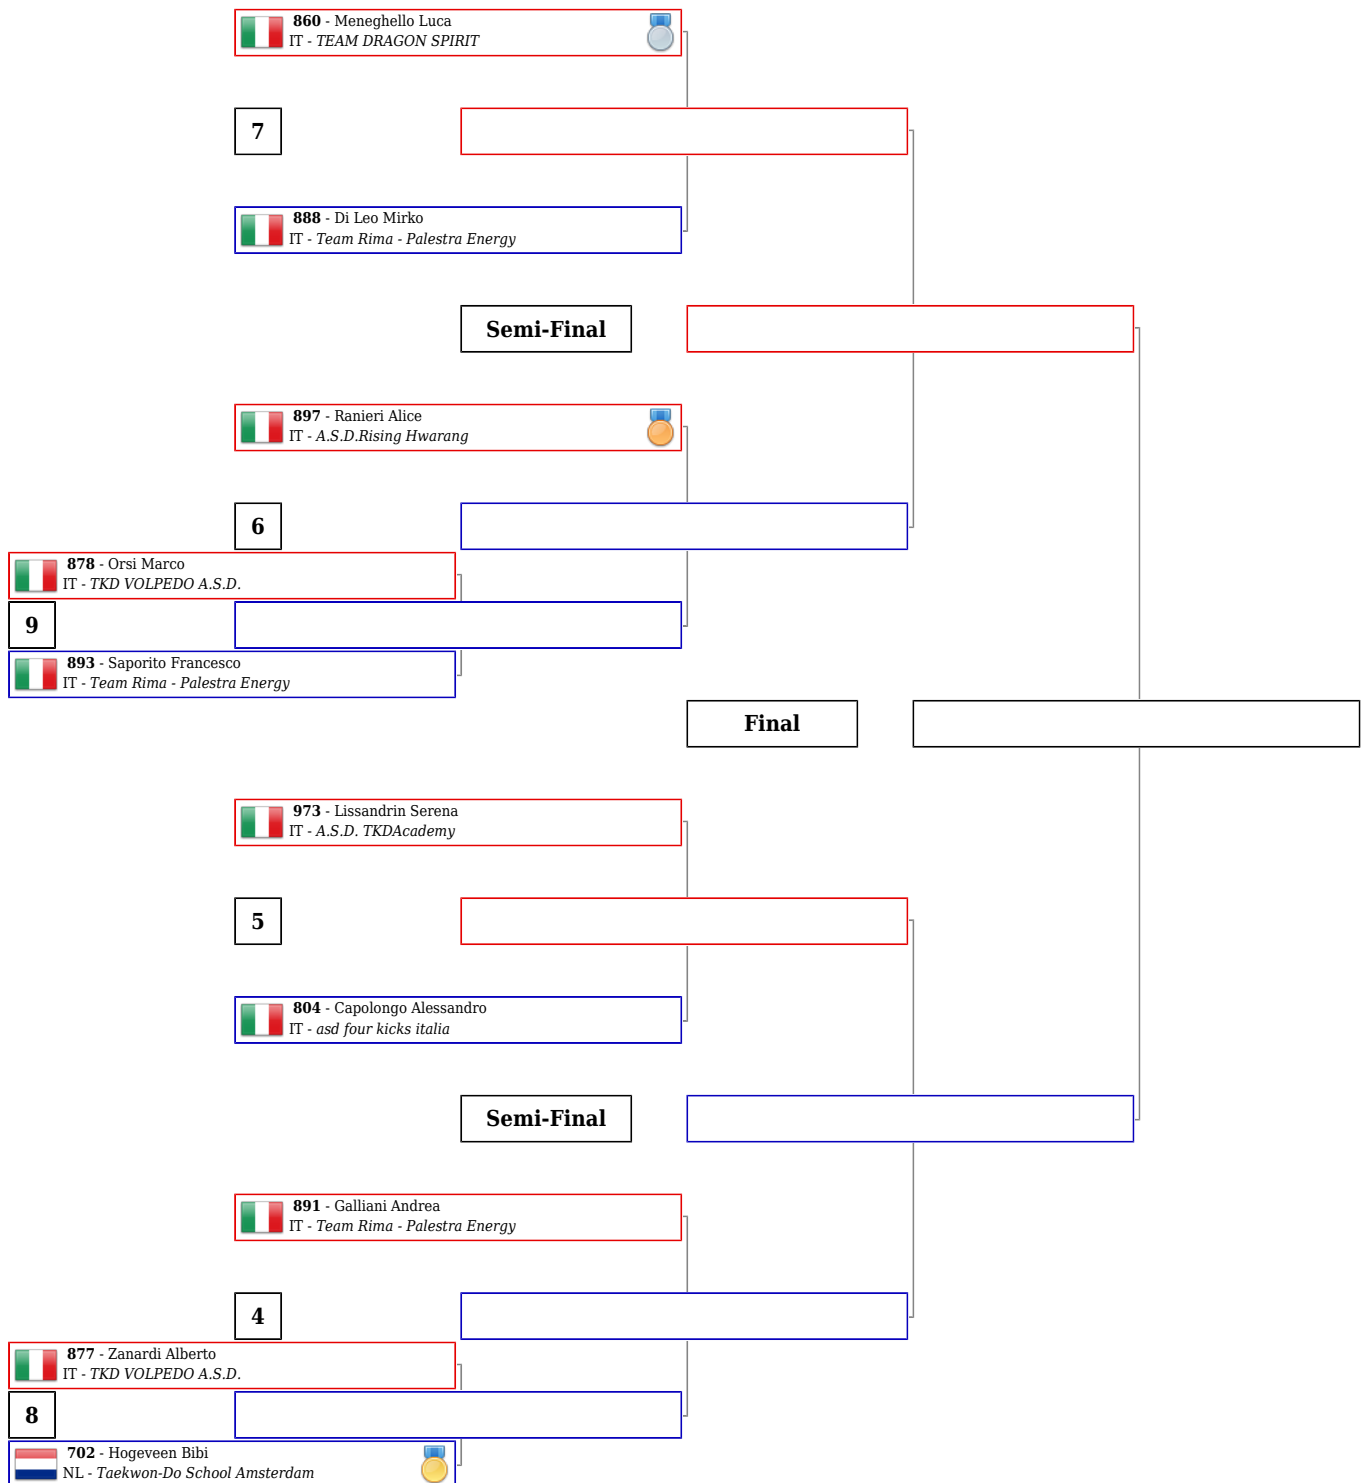 860 - Meneghello Luca
IT - TEAM DRAGON SPIRIT
7
888 - Di Leo Mirko
IT - Team Rima - Palestra Energy
Semi-Final
897 - Ranieri Alice
IT - A.S.D.Rising Hwarang
6
878 - Orsi Marco
IT - TKD VOLPEDO A.S.D.
9
893 - Saporito Francesco
IT - Team Rima - Palestra Energy
Final
973 - Lissandrin Serena
IT - A.S.D. TKDAcademy
5
804 - Capolongo Alessandro
IT - asd four kicks italia
Semi-Final
891 - Galliani Andrea
IT - Team Rima - Palestra Energy
4
877 - Zanardi Alberto
IT - TKD VOLPEDO A.S.D.
8
702 - Hogeveen Bibi
NL - Taekwon-Do School Amsterdam